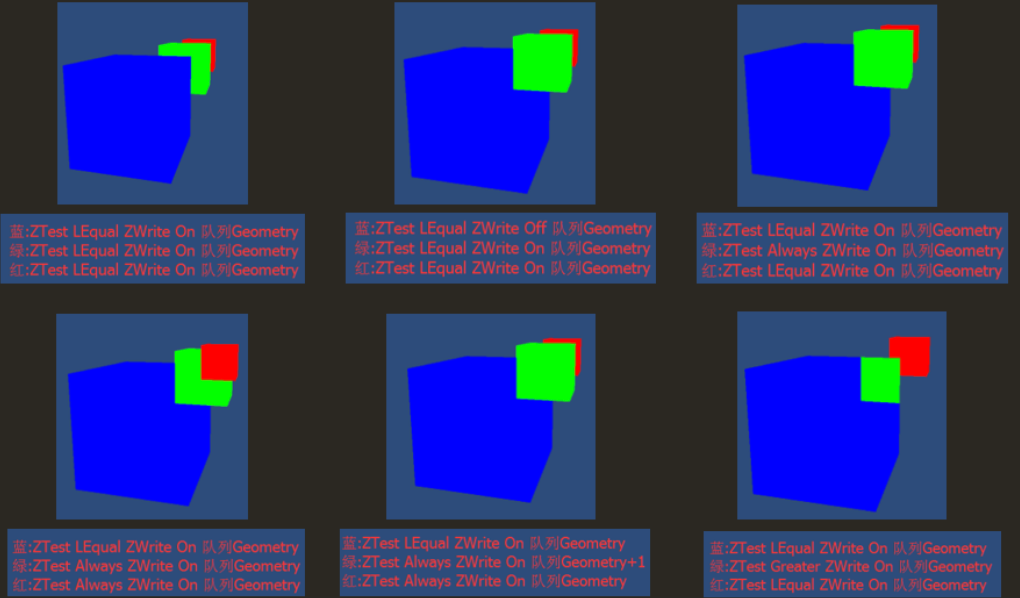 蓝:ZTest LEqual ZWrite On 队列Geometry
绿:ZTest LEqual ZWrite On 队列Geometry
红:ZTest LEqual ZWrite On 队列Geometry
蓝:ZTest LEqual ZWrite Off 队列Geometry
绿:ZTest LEqual ZWrite On 队列Geometry
红:ZTest LEqual ZWrite On 队列Geometry
蓝:ZTest LEqual ZWrite On 队列Geometry
绿:ZTest Always ZWrite On 队列Geometry
红:ZTest LEqual ZWrite On 队列Geometry
蓝:ZTest LEqual ZWrite On 队列Geometry
绿:ZTest Always ZWrite On 队列Geometry
红:ZTest Always ZWrite On 队列Geometry
蓝:ZTest LEqual ZWrite On 队列Geometry
绿:ZTest Always ZWrite On 队列Geometry+1
红:ZTest Always ZWrite On 队列Geometry
蓝:ZTest LEqual ZWrite On 队列Geometry
绿:ZTest Greater ZWrite On 队列Geometry
红:ZTest LEqual ZWrite On 队列Geometry